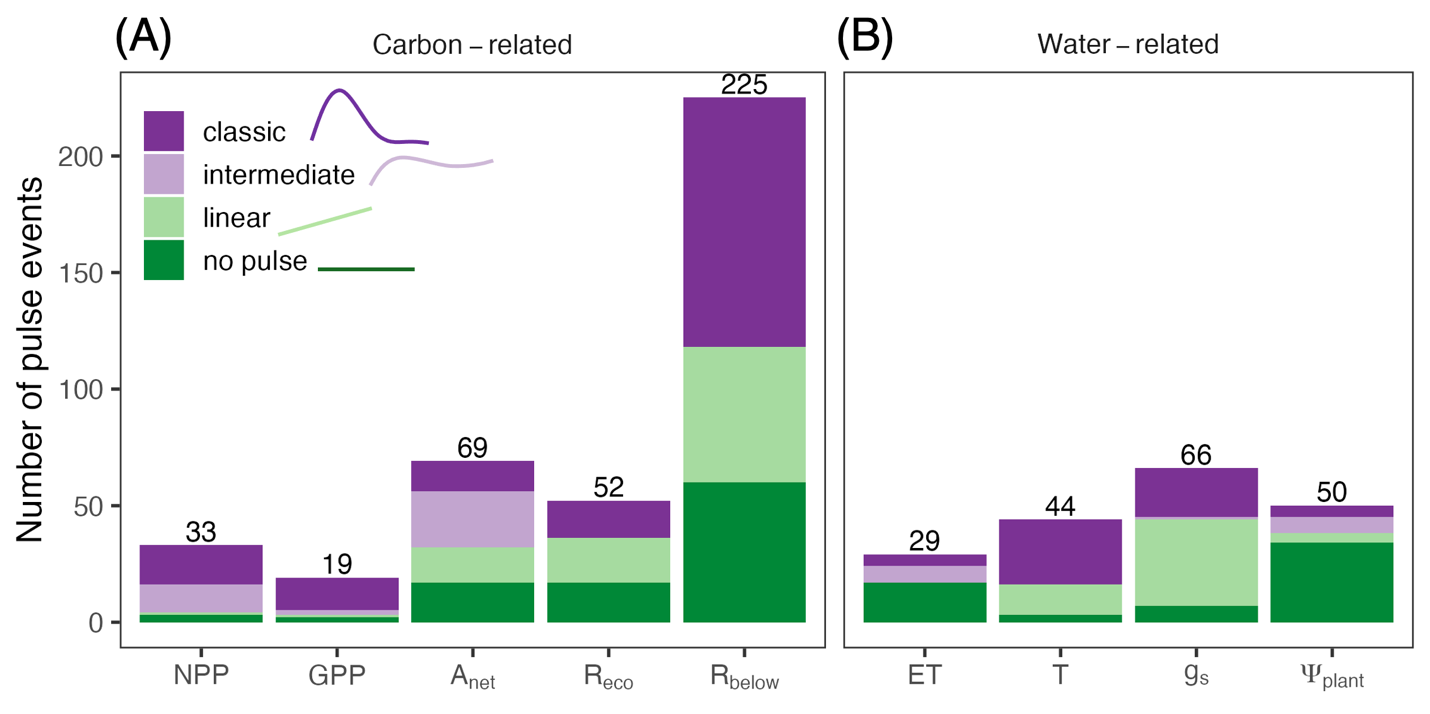 (A)
Carbon – related
classic
intermediate
linear
no pulse
Number of pulse events
200
150
100
50
0
33
19
69
52
225
NPP
GPP
Anet
Reco
Rbelow
(B)
Water – related
29
44
66
50
ET
T
gs
Ψplant